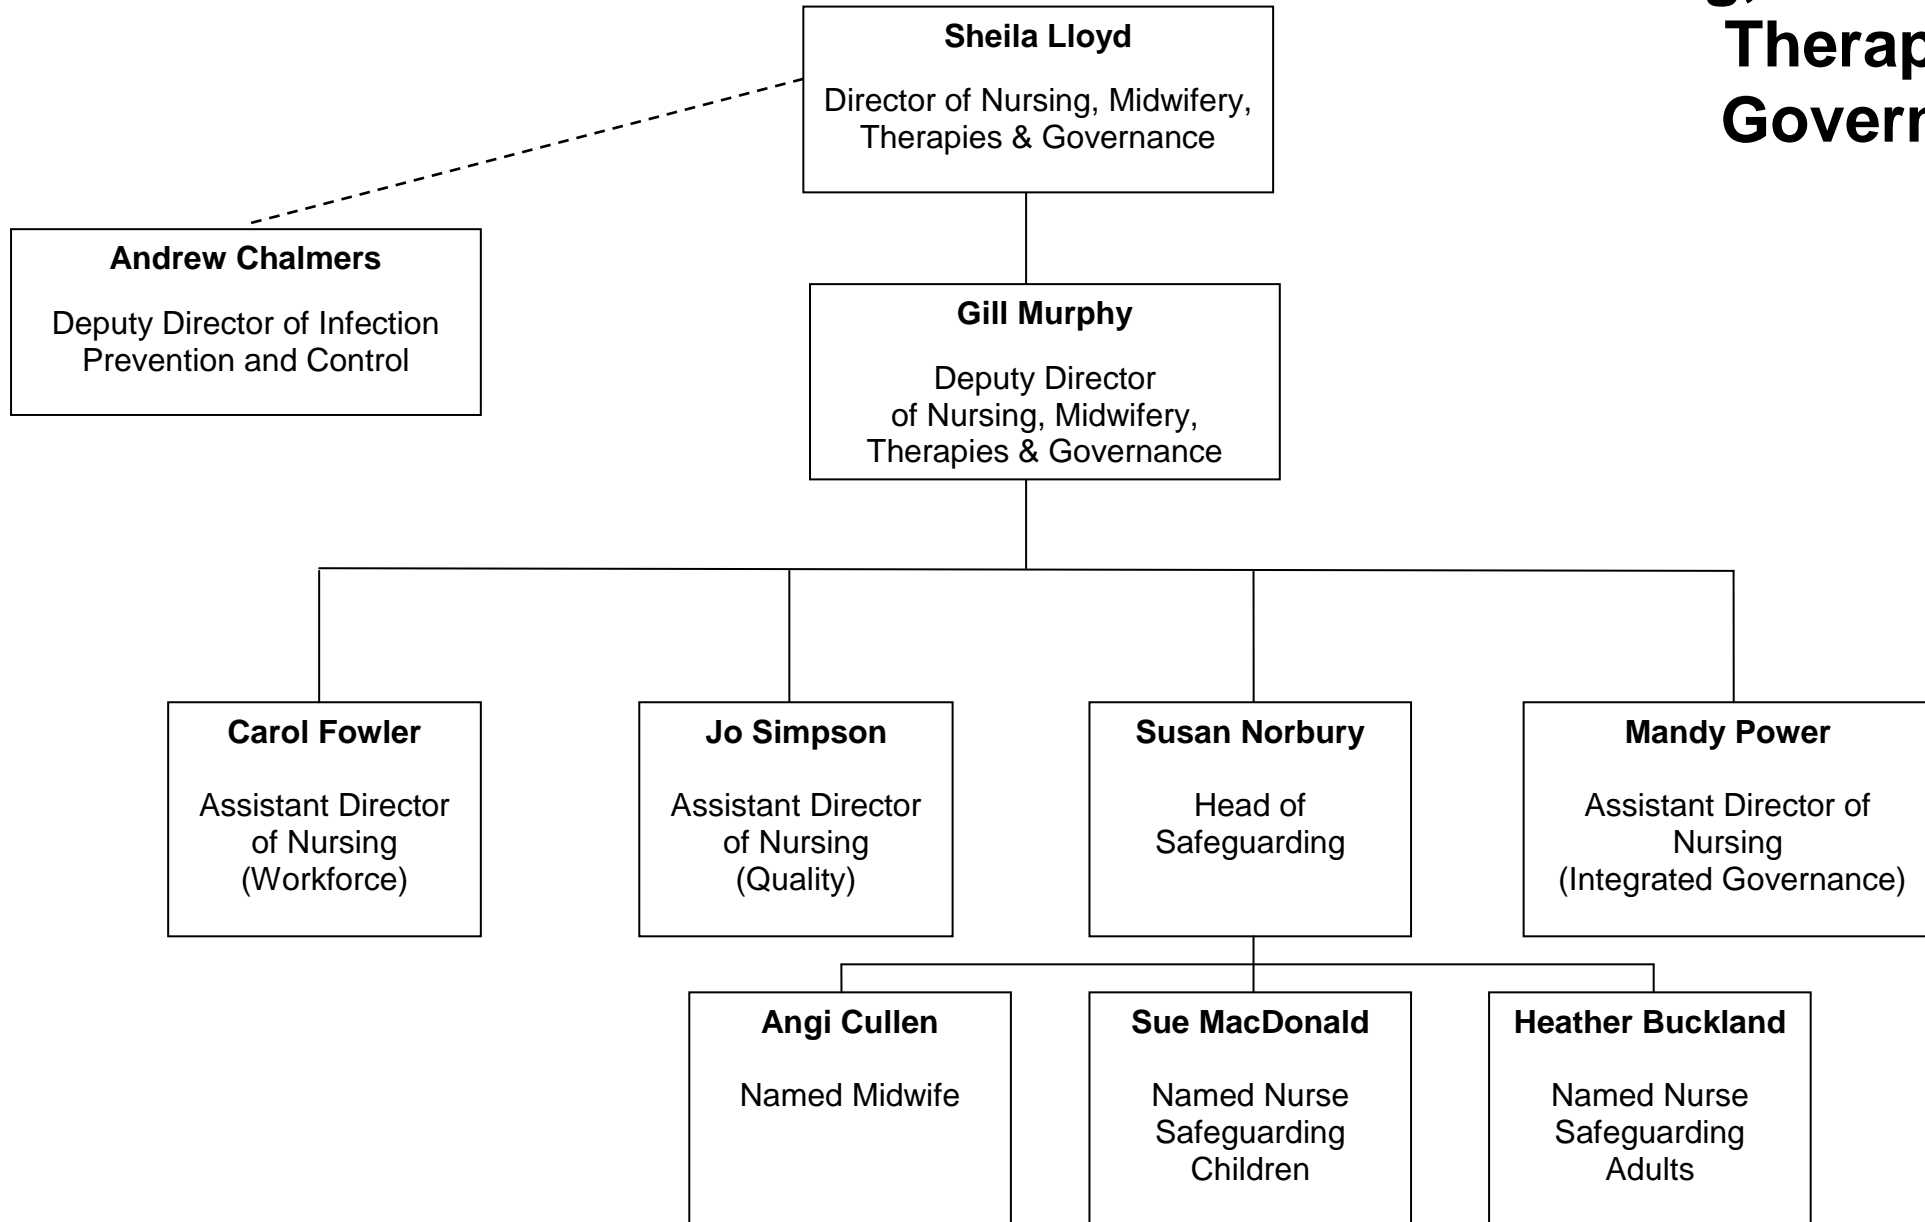 Therap
Govern
Sheila Lloyd
Director of Nursing, Midwifery,
Therapies & Governance
Andrew Chalmers
Deputy Director of Infection
Prevention and Control
Gill Murphy
Deputy Director
of Nursing, Midwifery,
Therapies & Governance
Carol Fowler
Assistant Director
of Nursing
(Workforce)
Jo Simpson
Assistant Director
of Nursing
(Quality)
Susan Norbury
Head of
Safeguarding
Mandy Power
Assistant Director of
Nursing
(Integrated Governance)
Angi Cullen
Named Midwife
Sue MacDonald
Named Nurse
Safeguarding
Children
Heather Buckland
Named Nurse
Safeguarding
Adults